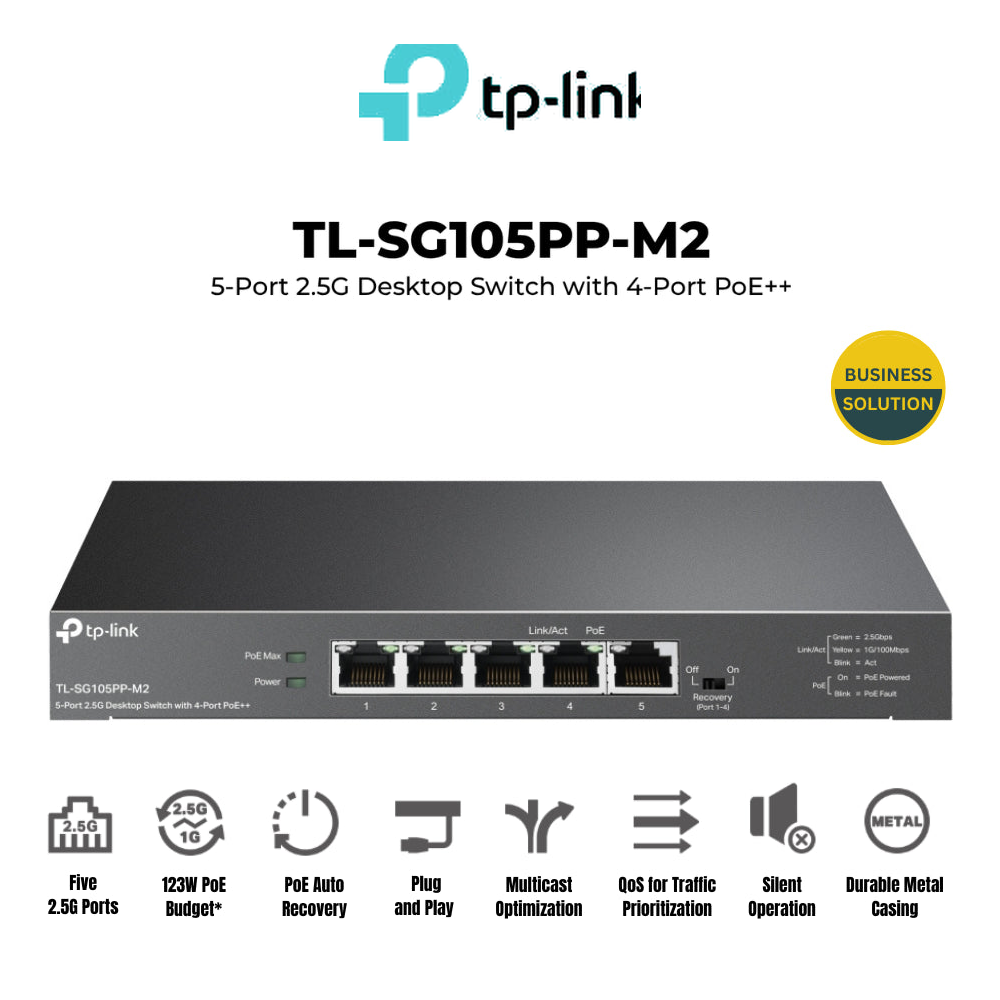 tp-link
TL-SG105PP-M2
5-Port 2.5G Desktop Switch with 4-Port PoE++
BUSINESS
SOLUTION
tp-link
TL-SG105PP-M2
5-Port 2.5G Desktop Switch with 4-Port PoE++
PoE Max
Power
Link/Act PoE
1 2 3 4 5
Off On
Recovery
(Port 1-4)
Link/Act
Green = 2.5Gbps
Yellow = 1G/100Mbps
Blink = Act
PoE
On = PoE Powered
Blink = PoE Fault
2.5G
2.5G
1G
METAL
Five
2.5G Ports
123W PoE
Budget*
PoE Auto
Recovery
Plug
and Play
Multicast
Optimization
QoS for Traffic
Prioritization
Silent
Operation
Durable Metal
Casing